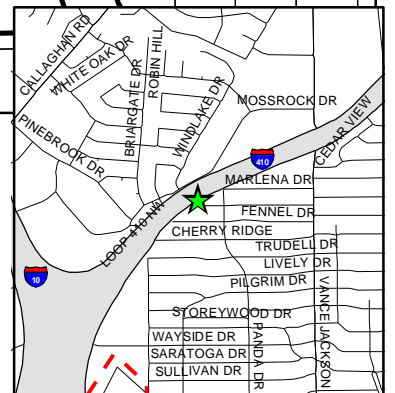 CALLAGHAN RD
WHITE OAK DR
ROBIN HILL
BRIARGATE DR
WINDLAKE DR
MOSSROCK DR
PINEBROOK DR
CEDAR VIEW
410
MARLENA DR
LOOP 410 NW
FENNEL DR
CHERRY RIDGE
TRUDELL DR
LIVELY DR
10
PILGRIM DR
VANCE JACKSON
STOREYWOOD DR
PANDA DR
WAYSIDE DR
SARATOGA DR
SULLIVAN DR